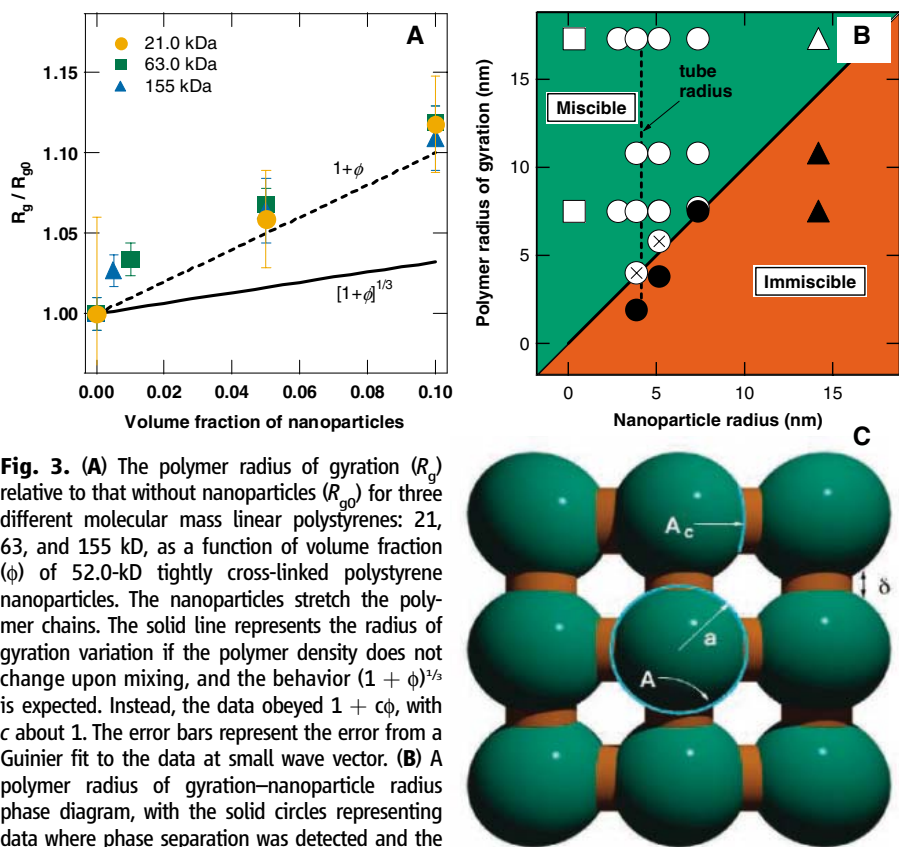 A
21.0 kDa
63.0 kDa
155 kDa
1.15
1.10
1.05
1.00
Rg / Rg0
1+ϕ
[1+ϕ]1/3
0.00 0.02 0.04 0.06 0.08 0.10
Volume fraction of nanoparticles
B
tube
radius
Miscible
Immiscible
15
10
5
0
Polymer radius of gyration (nm)
0 5 10 15
Nanoparticle radius (nm)
Fig. 3. (A) The polymer radius of gyration (Rg)
relative to that without nanoparticles (Rg0) for three
different molecular mass linear polystyrenes: 21,
63, and 155 kD, as a function of volume fraction
(ϕ) of 52.0-kD tightly cross-linked polystyrene
nanoparticles. The nanoparticles stretch the poly-
mer chains. The solid line represents the radius of
gyration variation if the polymer density does not
change upon mixing, and the behavior (1 + ϕ)1/3
is expected. Instead, the data obeyed 1 + cϕ, with
c about 1. The error bars represent the error from a
Guinier fit to the data at small wave vector. (B) A
polymer radius of gyration–nanoparticle radius
phase diagram, with the solid circles representing
data where phase separation was detected and the
C
Ac
δ
a
A